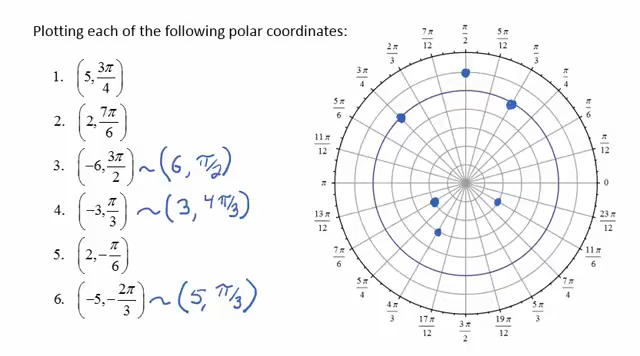 Plotting each of the following polar coordinates:
1. (5, 3π/4)
2. (2, 7π/6)
3. (−6, 3π/2) ~ (6, π/2)
4. (−3, π/3) ~ (3, 4π/3)
5. (2, −π/6)
6. (−5, −2π/3) ~ (5, π/3)
π/2
7π/12
5π/12
2π/3
π/3
3π/4
π/4
5π/6
π/6
11π/12
π/12
π
0
13π/12
23π/12
7π/6
11π/6
5π/4
7π/4
4π/3
5π/3
17π/12
19π/12
3π/2